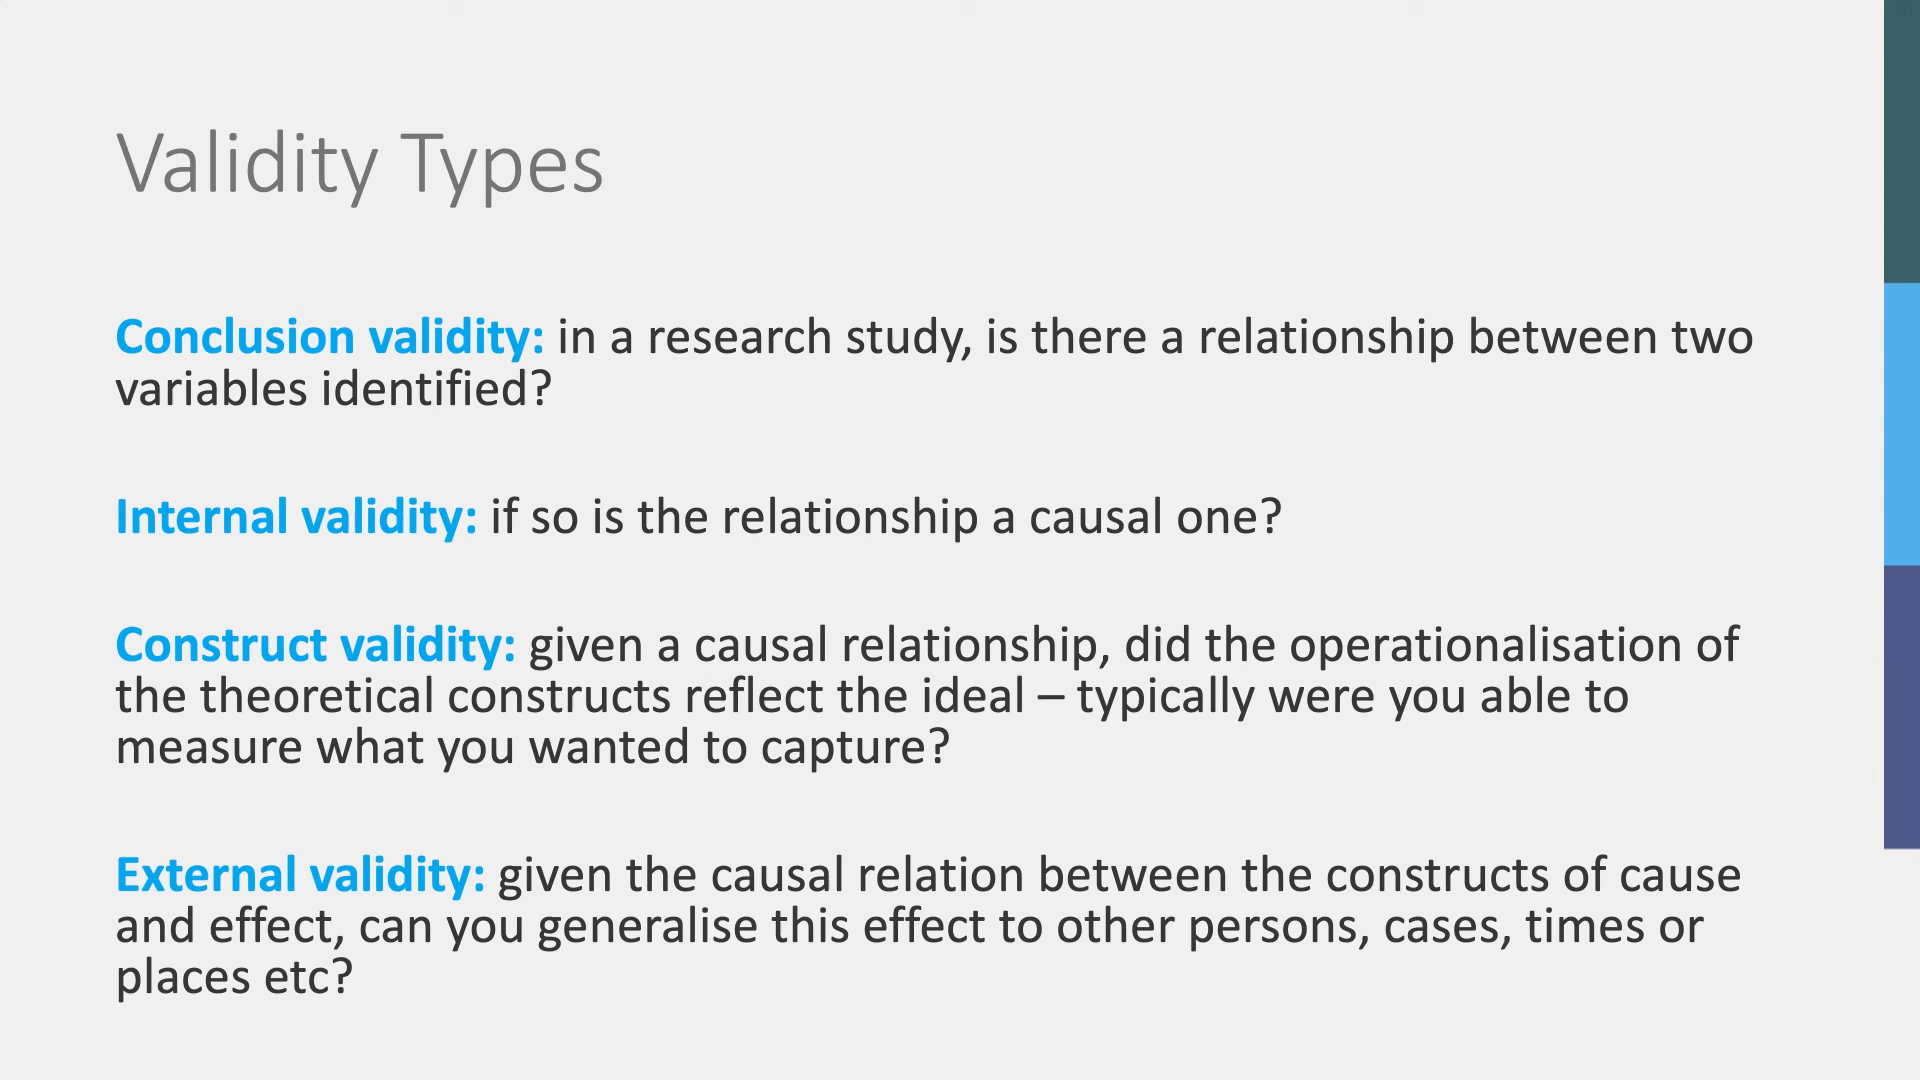 Validity Types
Conclusion validity: in a research study, is there a relationship between two
variables identified?
Internal validity: if so is the relationship a causal one?
Construct validity: given a causal relationship, did the operationalisation of
the theoretical constructs reflect the ideal – typically were you able to
measure what you wanted to capture?
External validity: given the causal relation between the constructs of cause
and effect, can you generalise this effect to other persons, cases, times or
places etc?